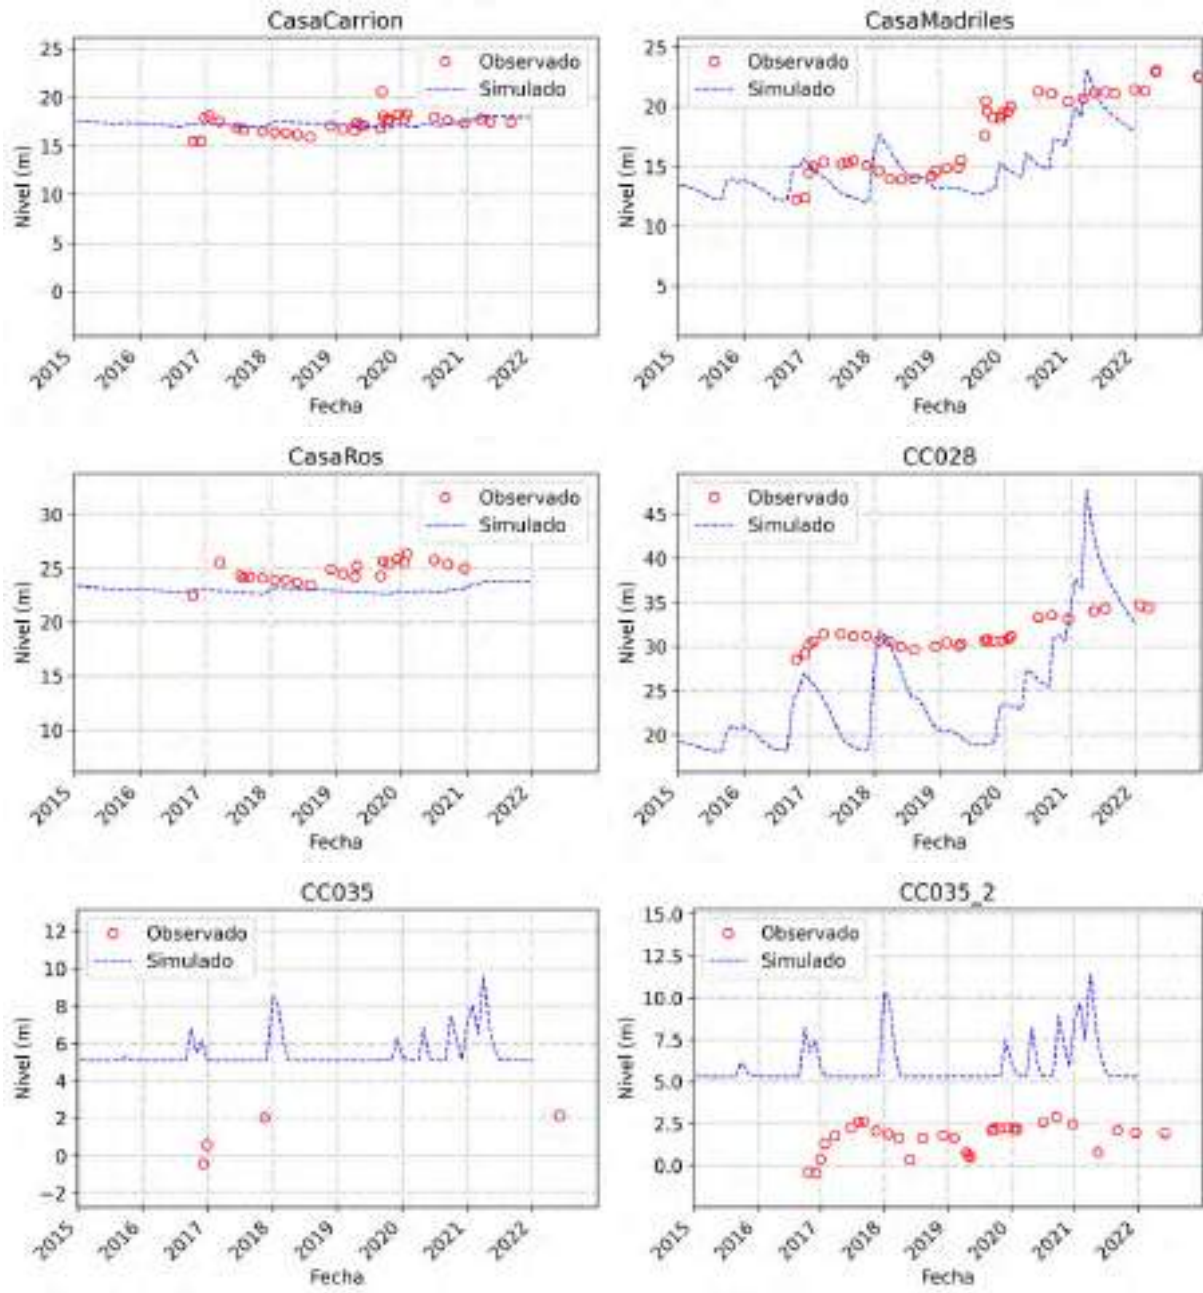 CasaCarrion
25
20
15
10
5
0
Nivel (m)
Observado
Simulado
2015
2016
2017
2018
2019
2020
2021
2022
Fecha
CasaMadriles
25
20
15
10
5
Nivel (m)
Observado
Simulado
2015
2016
2017
2018
2019
2020
2021
2022
Fecha
CasaRos
30
25
20
15
10
Nivel (m)
Observado
Simulado
2015
2016
2017
2018
2019
2020
2021
2022
Fecha
CC028
45
40
35
30
25
20
Nivel (m)
Observado
Simulado
2015
2016
2017
2018
2019
2020
2021
2022
Fecha
CC035
12
10
8
6
4
2
0
−2
Nivel (m)
Observado
Simulado
2015
2016
2017
2018
2019
2020
2021
2022
Fecha
CC035_2
15.0
12.5
10.0
7.5
5.0
2.5
0.0
Nivel (m)
Observado
Simulado
2015
2016
2017
2018
2019
2020
2021
2022
Fecha